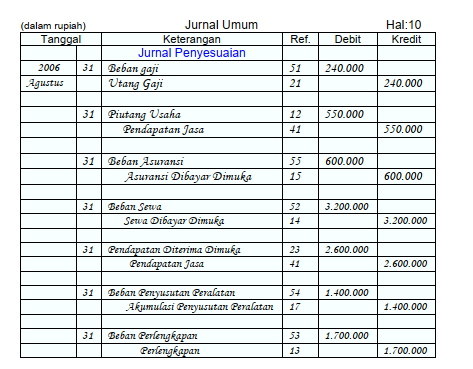 (dalam rupiah) Jurnal Umum Hal:10
Tanggal Keterangan Ref. Debit Kredit
Jurnal Penyesuaian
2006 31 Beban gaji 51 240.000
Agustus Utang Gaji 21 240.000
31 Piutang Usaha 12 550.000
Pendapatan Jasa 41 550.000
31 Beban Asuransi 55 600.000
Asuransi Dibayar Dimuka 15 600.000
31 Beban Sewa 52 3.200.000
Sewa Dibayar Dimuka 14 3.200.000
31 Pendapatan Diterima Dimuka 23 2.600.000
Pendapatan Jasa 41 2.600.000
31 Beban Penyusutan Peralatan 54 1.400.000
Akumulasi Penyusutan Peralatan 17 1.400.000
31 Beban Perlengkapan 53 1.700.000
Perlengkapan 13 1.700.000